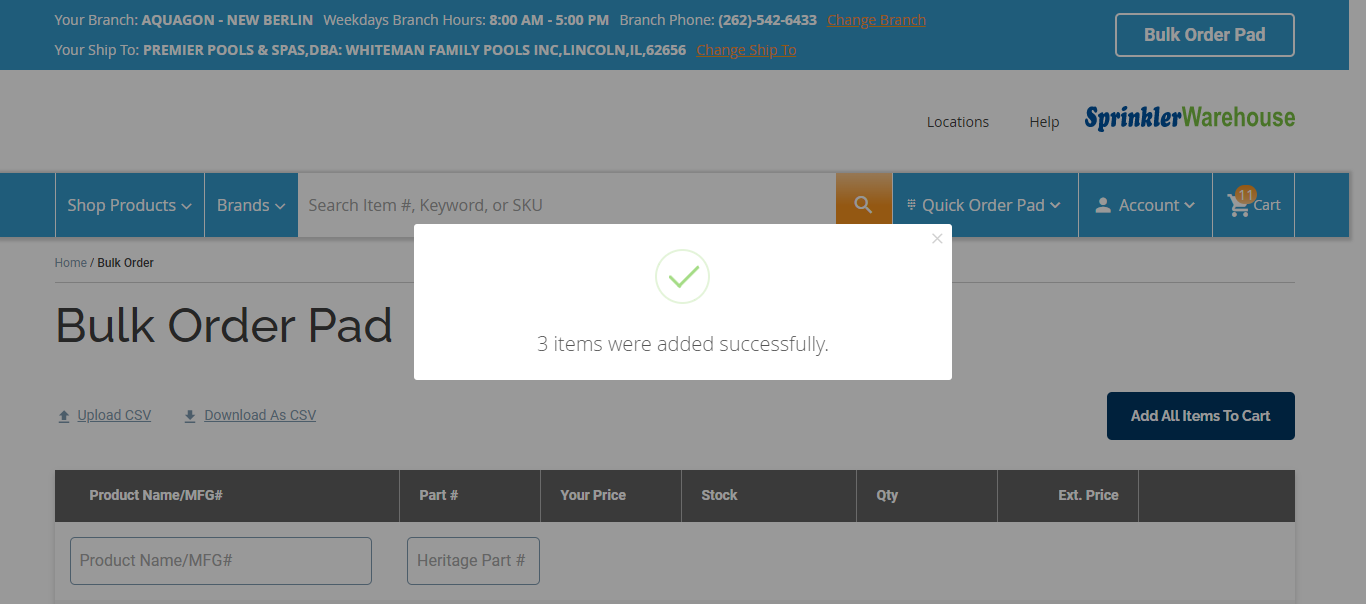 Your Branch: AQUAGON - NEW BERLIN Weekdays Branch Hours: 8:00 AM - 5:00 PM Branch Phone: (262)-542-6433 Change Branch
Your Ship To: PREMIER POOLS & SPAS,DBA: WHITEMAN FAMILY POOLS INC,LINCOLN,IL,62656 Change Ship To
Bulk Order Pad
Locations Help SprinklerWarehouse
Shop Products Brands Search Item #, Keyword, or SKU Quick Order Pad Account 11 Cart
Home / Bulk Order
Bulk Order Pad
3 items were added successfully.
Upload CSV Download As CSV Add All Items To Cart
Product Name/MFG# Part # Your Price Stock Qty Ext. Price
Product Name/MFG# Heritage Part #